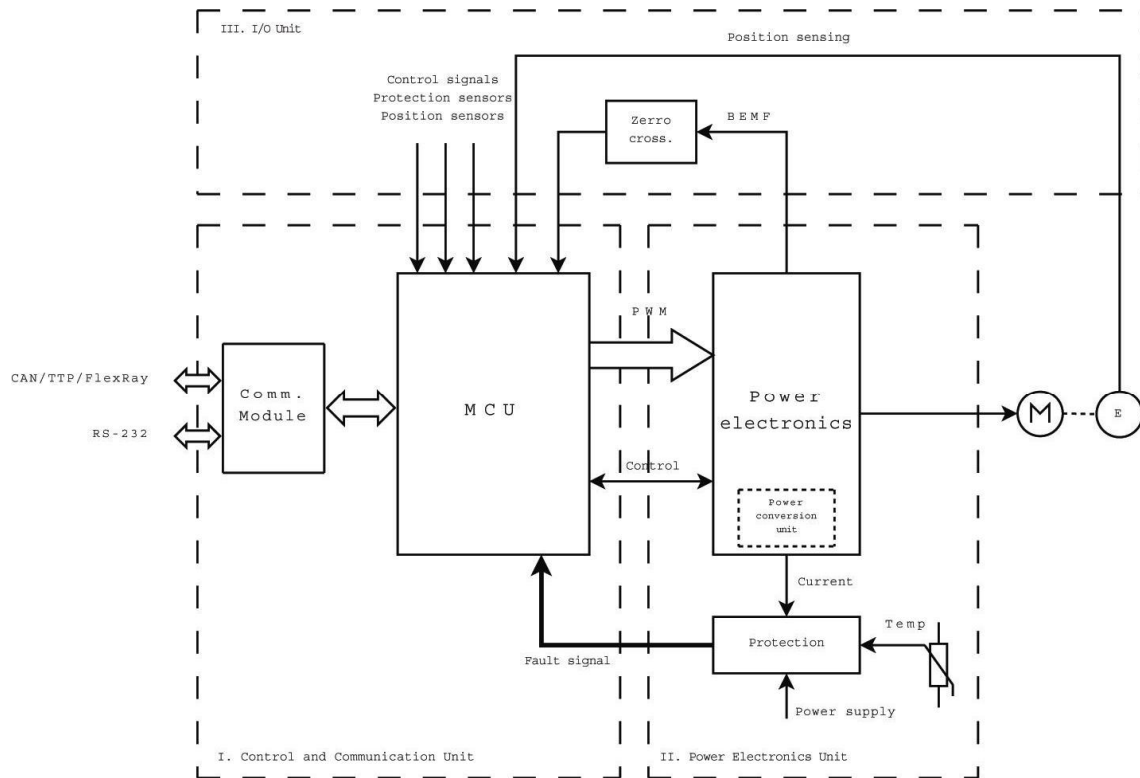 III. I/O Unit
Position sensing
Control signals
Protection sensors
Position sensors
Zerro
cross.
BEMF
PWM
CAN/TTP/FlexRay
RS-232
Comm.
Module
MCU
Power
electronics
M
E
Control
Power
conversion
unit
Current
Protection
Temp
Fault signal
Power supply
I. Control and Communication Unit
II. Power Electronics Unit